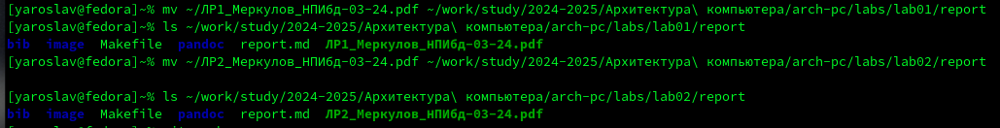 [yaroslav@fedora]~% mv ~/ЛР1_Меркулов_НПИбд-03-24.pdf ~/work/study/2024-2025/Архитектура\ компьютера/arch-pc/labs/lab01/report
[yaroslav@fedora]~% ls ~/work/study/2024-2025/Архитектура\ компьютера/arch-pc/labs/lab01/report
bib image Makefile pandoc report.md ЛР1_Меркулов_НПИбд-03-24.pdf
[yaroslav@fedora]~% mv ~/ЛР2_Меркулов_НПИбд-03-24.pdf ~/work/study/2024-2025/Архитектура\ компьютера/arch-pc/labs/lab02/report
[yaroslav@fedora]~% ls ~/work/study/2024-2025/Архитектура\ компьютера/arch-pc/labs/lab02/report
bib image Makefile pandoc report.md ЛР2_Меркулов_НПИбд-03-24.pdf